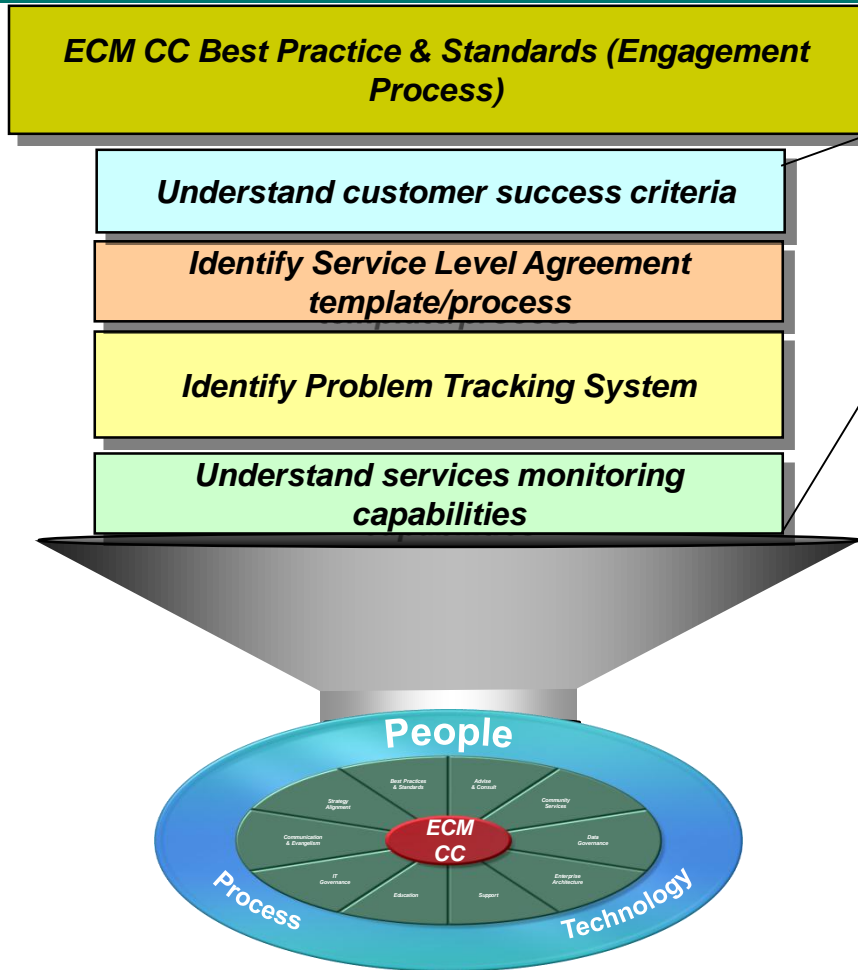 ECM CC Best Practice & Standards (Engagement
Process)
Understand customer success criteria
Identify Service Level Agreement
template/process
Identify Problem Tracking System
Understand services monitoring
capabilities
People
Best Practices
& Standards
Advise
& Consult
Strategy
Alignment
Community
Services
Communication
& Evangelism
ECM
CC
Data
Governance
IT
Governance
Enterprise
Architecture
Education
Support
Process
Technology